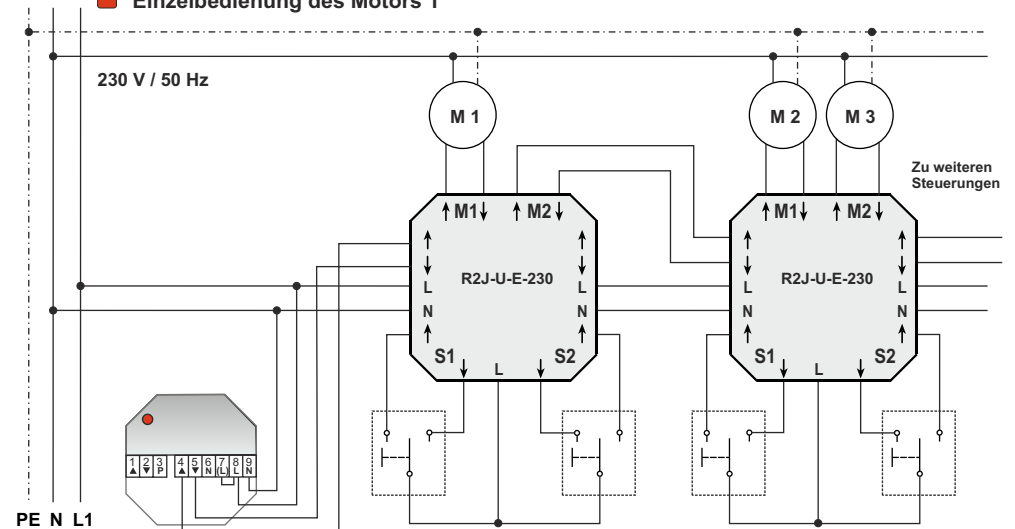 Einzelbedienung des Motors 1
230 V / 50 Hz
M 1
M 2
M 3
Zu weiteren
Steuerungen
M1 M2
M1 M2
R2J-U-E-230
R2J-U-E-230
L L
L L
N N
N N
S1 S2
S1 S2
L
L
1 2 3 4 5 6 7 8 9
P N (L) L N
PE N L1